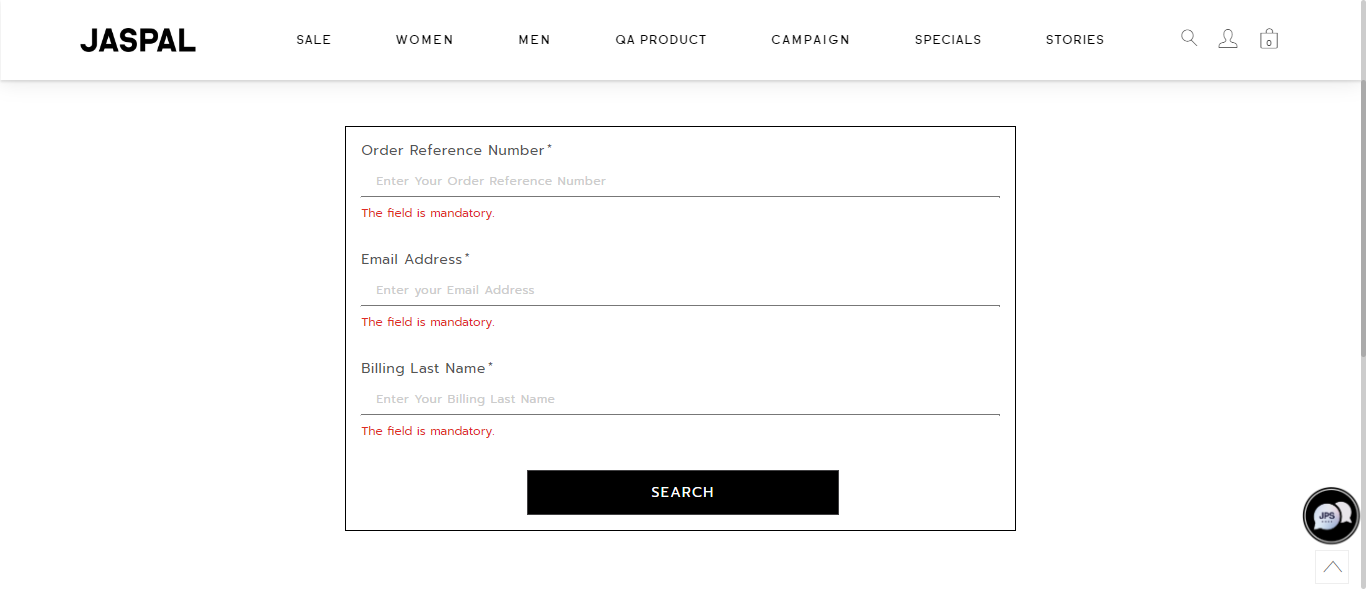 JASPAL SALE WOMEN MEN QA PRODUCT CAMPAIGN SPECIALS STORIES 0
Order Reference Number*
Enter Your Order Reference Number
The field is mandatory.
Email Address*
Enter your Email Address
The field is mandatory.
Billing Last Name*
Enter Your Billing Last Name
The field is mandatory.
SEARCH
JPS